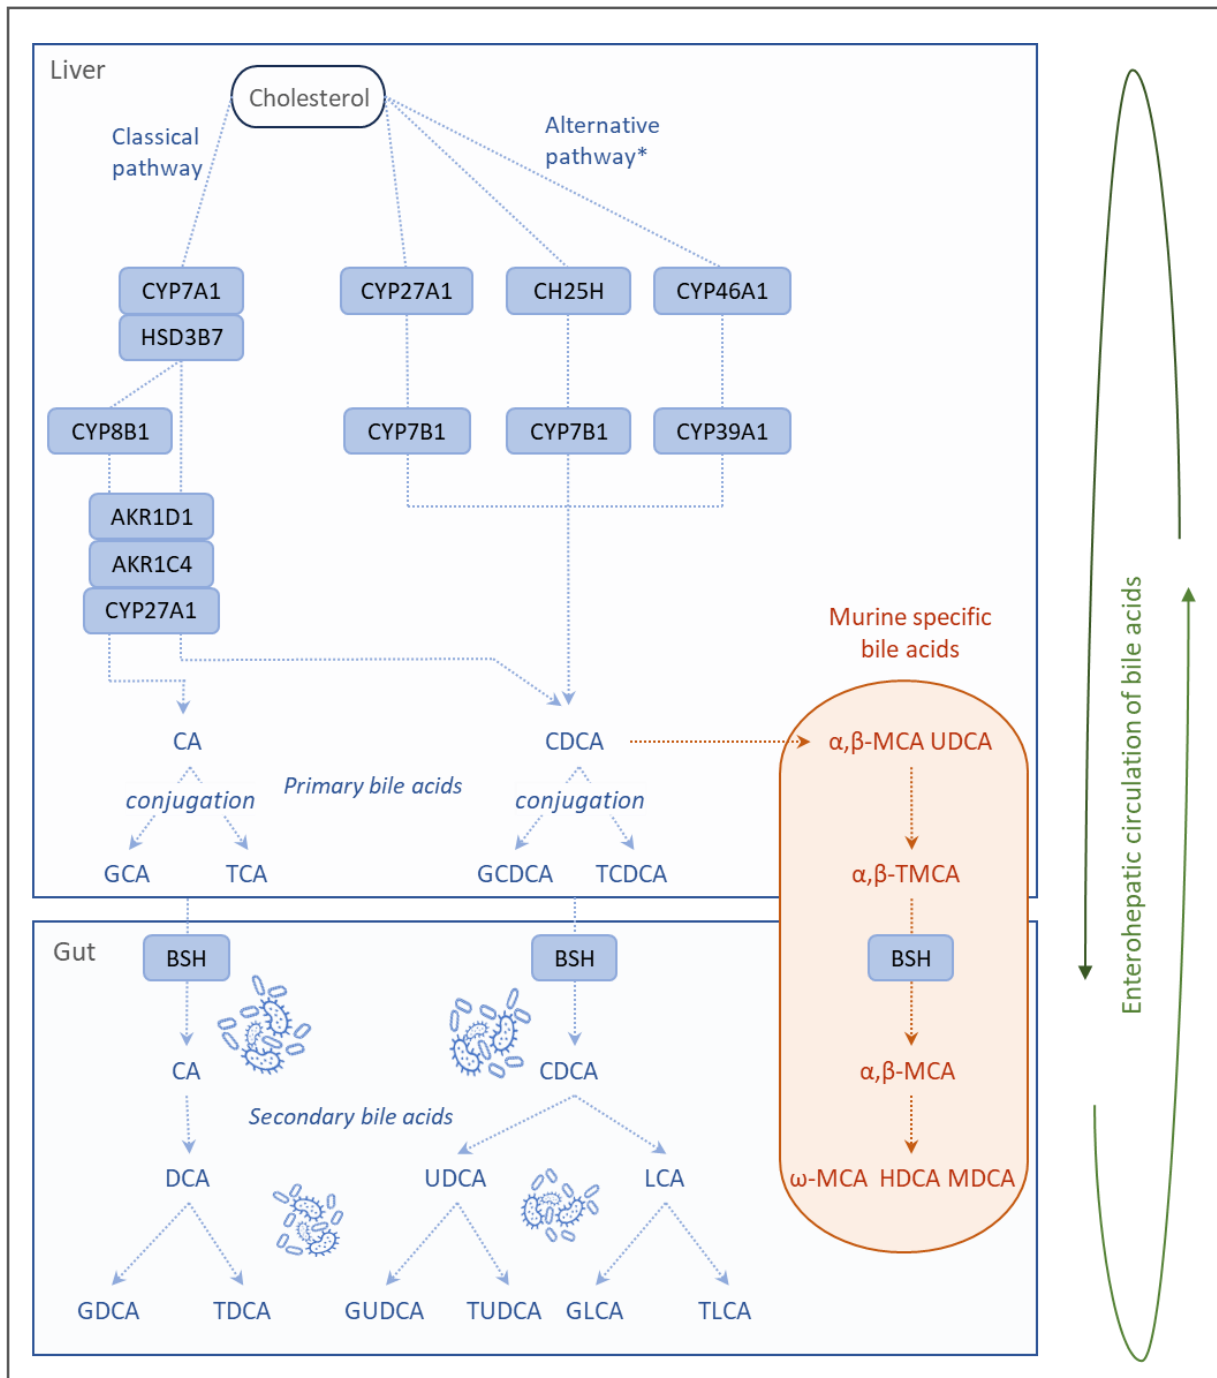 Liver
Cholesterol
Classical
pathway
Alternative
pathway*
CYP7A1
CYP27A1
CH25H
CYP46A1
HSD3B7
CYP8B1
CYP7B1
CYP7B1
CYP39A1
AKR1D1
AKR1C4
CYP27A1
Murine specific
bile acids
CA
CDCA
α,β-MCA UDCA
Primary bile acids
conjugation
conjugation
GCA
TCA
GCDCA
TCDCA
α,β-TMCA
Gut
BSH
BSH
BSH
CA
CDCA
α,β-MCA
Secondary bile acids
DCA
UDCA
LCA
ω-MCA HDCA MDCA
GDCA
TDCA
GUDCA
TUDCA
GLCA
TLCA
Enterohepatic circulation of bile acids